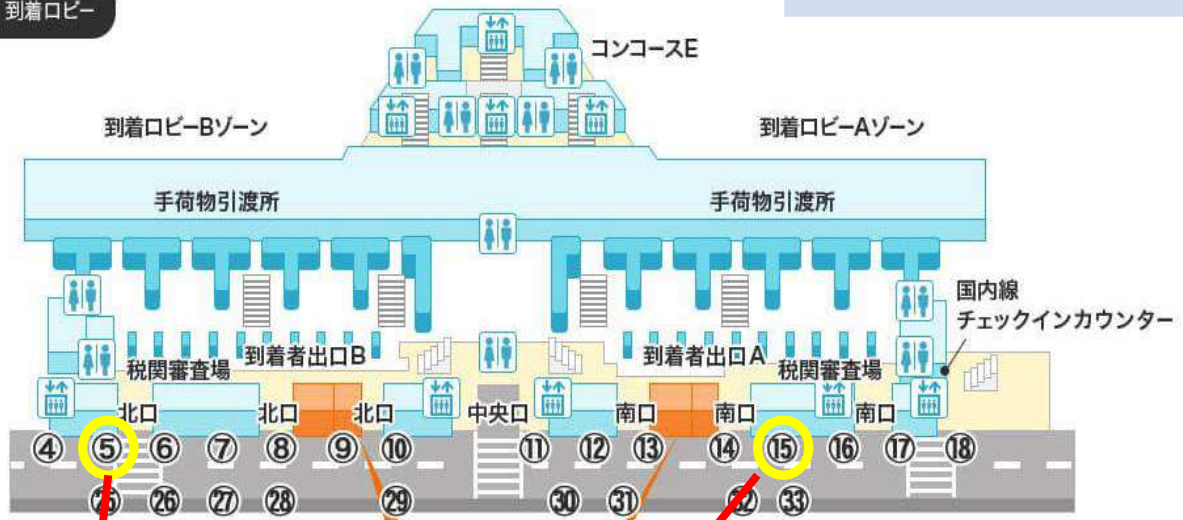 到着ロビー
コンコースE
到着ロビーBゾーン
到着ロビーAゾーン
手荷物引渡所
手荷物引渡所
国内線
チェックインカウンター
到着者出口B
到着者出口A
税関審査場
税関審査場
北口
北口
北口
中央口
南口
南口
南口
④ ⑤ ⑥ ⑦ ⑧ ⑨ ⑩ ⑪ ⑫ ⑬ ⑭ ⑮ ⑯ ⑰ ⑱
㉕ ㉖ ㉗ ㉘ ㉙ ㉚ ㉛ ㉜ ㉝